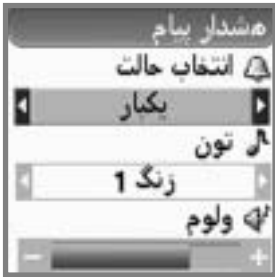 هشدار پیام
انتخاب حالت
یکبار
تون
زنگ 1
ولوم